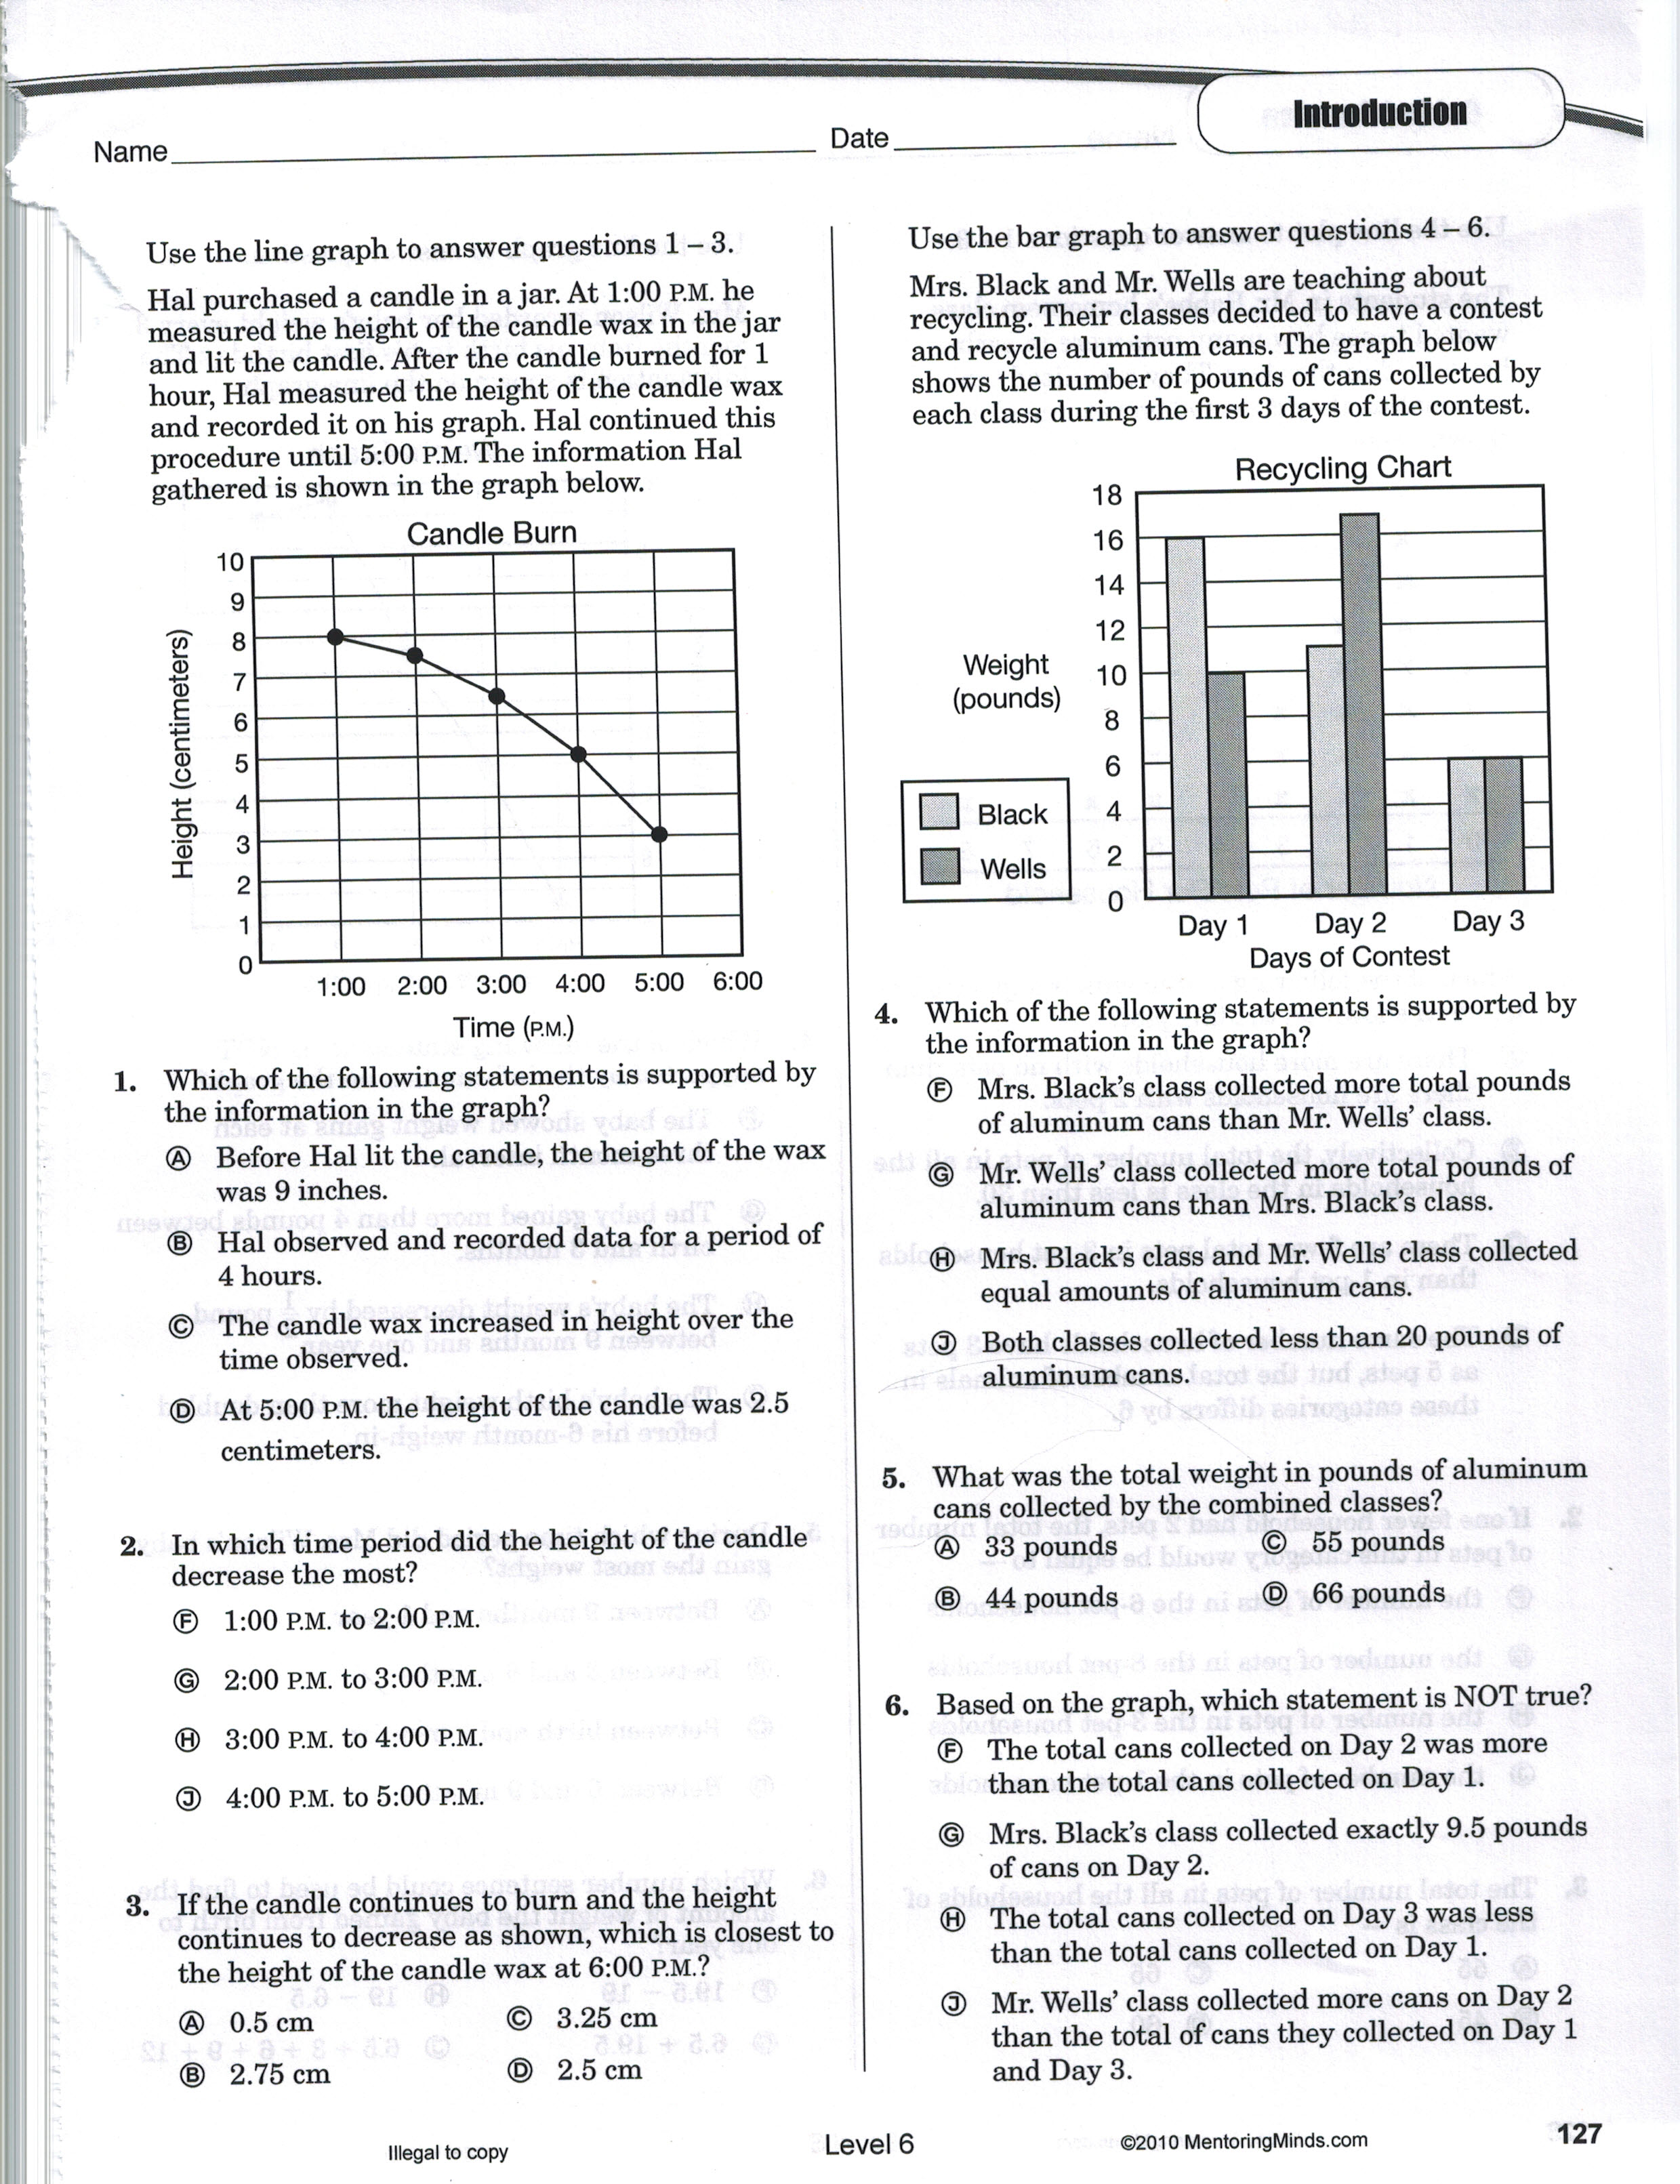 Introduction
Name
Date
Use the line graph to answer questions 1 – 3.
Hal purchased a candle in a jar. At 1:00 P.M. he
measured the height of the candle wax in the jar
and lit the candle. After the candle burned for 1
hour, Hal measured the height of the candle wax
and recorded it on his graph. Hal continued this
procedure until 5:00 P.M. The information Hal
gathered is shown in the graph below.
Candle Burn
Height (centimeters)
10
9
8
7
6
5
4
3
2
1
0
1:00 2:00 3:00 4:00 5:00 6:00
Time (P.M.)
1. Which of the following statements is supported by
the information in the graph?
Ⓐ Before Hal lit the candle, the height of the wax
was 9 inches.
Ⓑ Hal observed and recorded data for a period of
4 hours.
Ⓒ The candle wax increased in height over the
time observed.
Ⓓ At 5:00 P.M. the height of the candle was 2.5
centimeters.
2. In which time period did the height of the candle
decrease the most?
Ⓕ 1:00 P.M. to 2:00 P.M.
Ⓖ 2:00 P.M. to 3:00 P.M.
Ⓗ 3:00 P.M. to 4:00 P.M.
Ⓙ 4:00 P.M. to 5:00 P.M.
3. If the candle continues to burn and the height
continues to decrease as shown, which is closest to
the height of the candle wax at 6:00 P.M.?
Ⓐ 0.5 cm Ⓒ 3.25 cm
Ⓑ 2.75 cm Ⓓ 2.5 cm
Use the bar graph to answer questions 4 – 6.
Mrs. Black and Mr. Wells are teaching about
recycling. Their classes decided to have a contest
and recycle aluminum cans. The graph below
shows the number of pounds of cans collected by
each class during the first 3 days of the contest.
Recycling Chart
18
16
14
12
10
8
6
4
2
0
Weight
(pounds)
Black
Wells
Day 1 Day 2 Day 3
Days of Contest
4. Which of the following statements is supported by
the information in the graph?
Ⓕ Mrs. Black's class collected more total pounds
of aluminum cans than Mr. Wells' class.
Ⓖ Mr. Wells' class collected more total pounds of
aluminum cans than Mrs. Black's class.
Ⓗ Mrs. Black's class and Mr. Wells' class collected
equal amounts of aluminum cans.
Ⓙ Both classes collected less than 20 pounds of
aluminum cans.
5. What was the total weight in pounds of aluminum
cans collected by the combined classes?
Ⓐ 33 pounds Ⓒ 55 pounds
Ⓑ 44 pounds Ⓓ 66 pounds
6. Based on the graph, which statement is NOT true?
Ⓕ The total cans collected on Day 2 was more
than the total cans collected on Day 1.
Ⓖ Mrs. Black's class collected exactly 9.5 pounds
of cans on Day 2.
Ⓗ The total cans collected on Day 3 was less
than the total cans collected on Day 1.
Ⓙ Mr. Wells' class collected more cans on Day 2
than the total of cans they collected on Day 1
and Day 3.
Illegal to copy
Level 6
©2010 MentoringMinds.com
127